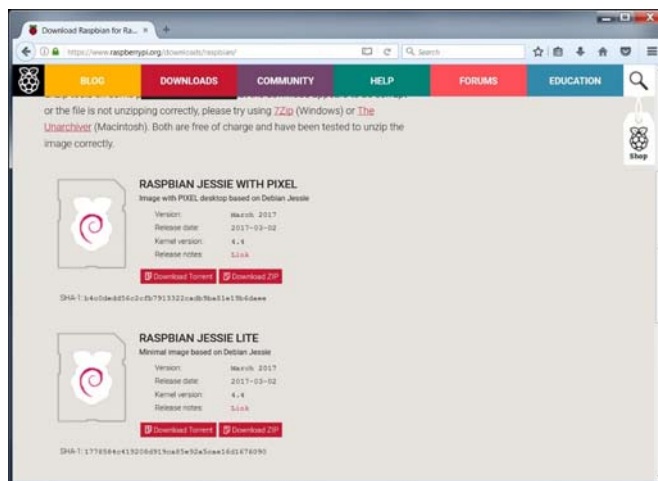 Download Raspbian for Ra...
https://www.raspberrypi.org/downloads/raspbian/
Search
BLOG
DOWNLOADS
COMMUNITY
HELP
FORUMS
EDUCATION
or the file is not unzipping correctly, please try using 7Zip (Windows) or The
Unarchiver (Macintosh). Both are free of charge and have been tested to unzip the
image correctly.
Shop
RASPBIAN JESSIE WITH PIXEL
Image with PIXEL desktop based on Debian Jessie
Version: March 2017
Release date: 2017-03-02
Kernel version: 4.4
Release notes: Link
Download Torrent
Download ZIP
SHA-1:
RASPBIAN JESSIE LITE
Minimal image based on Debian Jessie
Version: March 2017
Release date: 2017-03-02
Kernel version: 4.4
Release notes: Link
Download Torrent
Download ZIP
SHA-1: